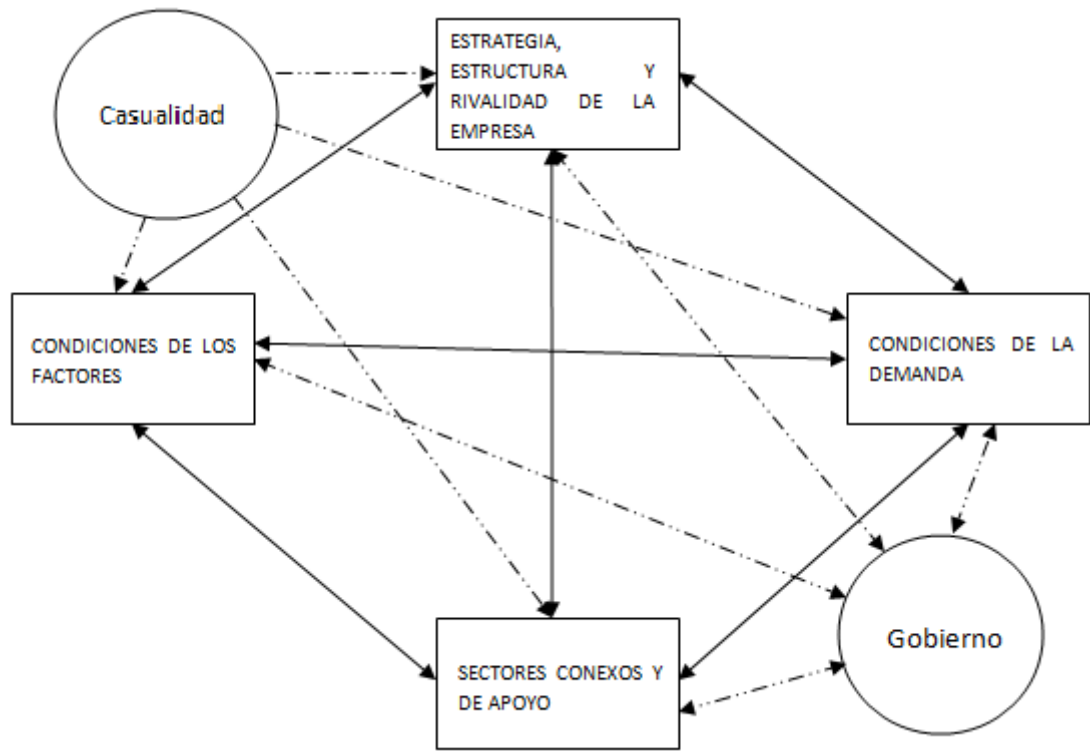 ESTRATEGIA,
ESTRUCTURA Y
RIVALIDAD DE LA
EMPRESA
Casualidad
CONDICIONES DE LOS
FACTORES
CONDICIONES DE LA
DEMANDA
SECTORES CONEXOS Y
DE APOYO
Gobierno